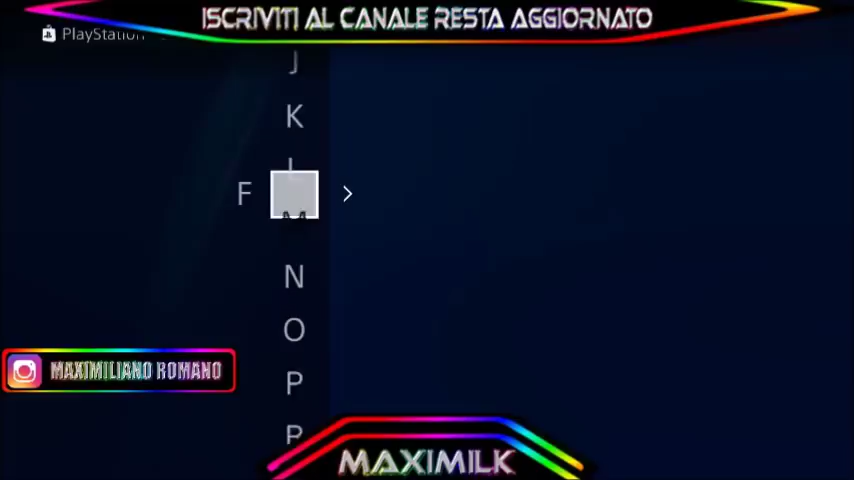 ISCRIVITI AL CANALE RESTA AGGIORNATO
PlayStation
J
K
L
F >
N
O
P
R
MAXIMILIANO ROMANO
MAXIMILK